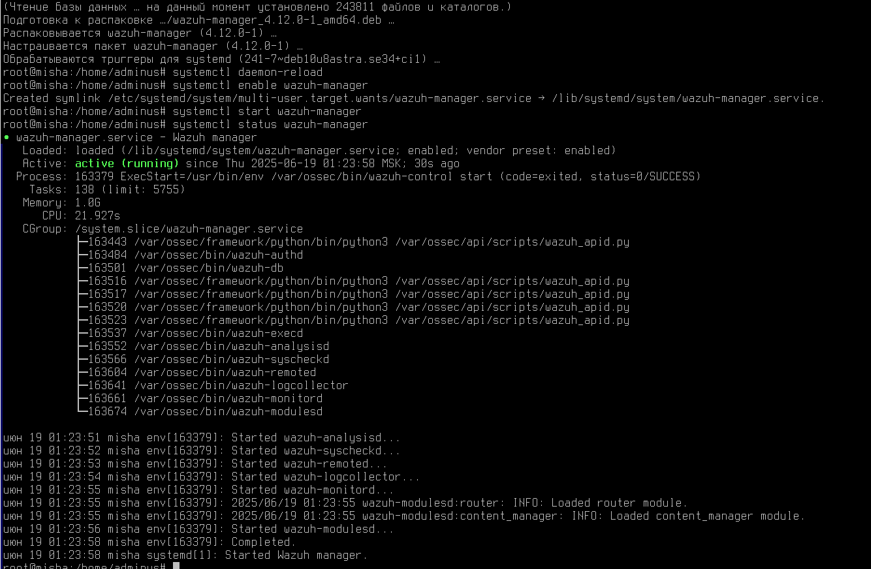 (Чтение базы данных … на данный момент установлено 243811 файлов и каталогов.)
Подготовка к распаковке …/wazuh-manager_4.12.0-1_amd64.deb …
Распаковывается wazuh-manager (4.12.0-1) …
Настраивается пакет wazuh-manager (4.12.0-1) …
Обрабатываются триггеры для systemd (241-7~deb10u8astra.se34+ci1) …
root@misha:/home/adminus# systemctl daemon-reload
root@misha:/home/adminus# systemctl enable wazuh-manager
Created symlink /etc/systemd/system/multi-user.target.wants/wazuh-manager.service → /lib/systemd/system/wazuh-manager.service.
root@misha:/home/adminus# systemctl start wazuh-manager
root@misha:/home/adminus# systemctl status wazuh-manager
● wazuh-manager.service - Wazuh manager
Loaded: loaded (/lib/systemd/system/wazuh-manager.service; enabled; vendor preset: enabled)
Active: active (running) since Thu 2025-06-19 01:23:58 MSK; 30s ago
Process: 163379 ExecStart=/usr/bin/env /var/ossec/bin/wazuh-control start (code=exited, status=0/SUCCESS)
Tasks: 138 (limit: 5755)
Memory: 1.0G
CPU: 21.927s
CGroup: /system.slice/wazuh-manager.service
├─163443 /var/ossec/framework/python/bin/python3 /var/ossec/api/scripts/wazuh_apid.py
├─163484 /var/ossec/bin/wazuh-authd
├─163501 /var/ossec/bin/wazuh-db
├─163516 /var/ossec/framework/python/bin/python3 /var/ossec/api/scripts/wazuh_apid.py
├─163517 /var/ossec/framework/python/bin/python3 /var/ossec/api/scripts/wazuh_apid.py
├─163520 /var/ossec/framework/python/bin/python3 /var/ossec/api/scripts/wazuh_apid.py
├─163523 /var/ossec/framework/python/bin/python3 /var/ossec/api/scripts/wazuh_apid.py
├─163537 /var/ossec/bin/wazuh-execd
├─163552 /var/ossec/bin/wazuh-analysisd
├─163566 /var/ossec/bin/wazuh-syscheckd
├─163604 /var/ossec/bin/wazuh-remoted
├─163641 /var/ossec/bin/wazuh-logcollector
├─163661 /var/ossec/bin/wazuh-monitord
└─163674 /var/ossec/bin/wazuh-modulesd
июн 19 01:23:51 misha env[163379]: Started wazuh-analysisd...
июн 19 01:23:52 misha env[163379]: Started wazuh-syscheckd...
июн 19 01:23:53 misha env[163379]: Started wazuh-remoted...
июн 19 01:23:54 misha env[163379]: Started wazuh-logcollector...
июн 19 01:23:55 misha env[163379]: Started wazuh-monitord...
июн 19 01:23:55 misha env[163379]: 2025/06/19 01:23:55 wazuh-modulesd:router: INFO: Loaded router module.
июн 19 01:23:55 misha env[163379]: 2025/06/19 01:23:55 wazuh-modulesd:content_manager: INFO: Loaded content_manager module.
июн 19 01:23:56 misha env[163379]: Started wazuh-modulesd...
июн 19 01:23:58 misha env[163379]: Completed.
июн 19 01:23:58 misha systemd[1]: Started Wazuh manager.
root@misha:/home/adminus#